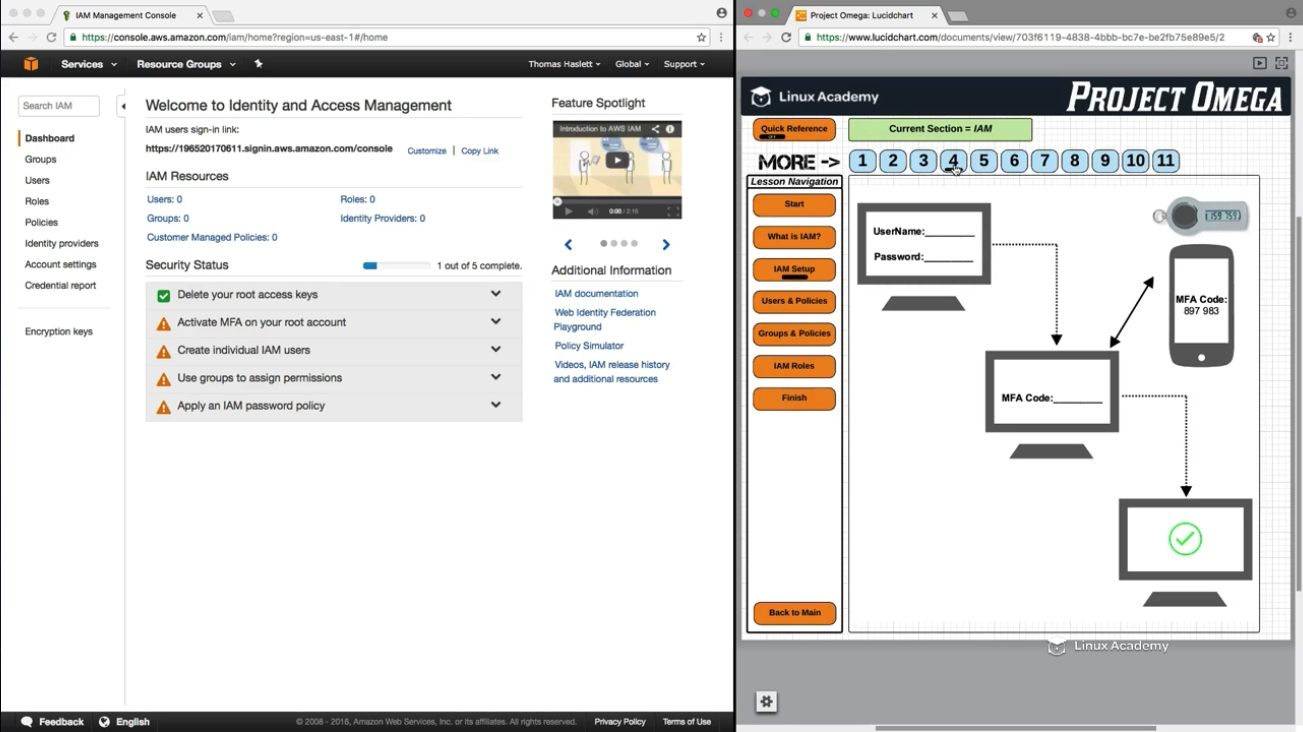 IAM Management Console
https://console.aws.amazon.com/iam/home?region=us-east-1#/home
Services
Resource Groups
Thomas Haslett
Global
Support
Search IAM
Dashboard
Groups
Users
Roles
Policies
Identity providers
Account settings
Credential report
Encryption keys
Welcome to Identity and Access Management
IAM users sign-in link:
https://196520170611.signin.aws.amazon.com/console
Customize | Copy Link
IAM Resources
Users: 0
Roles: 0
Groups: 0
Identity Providers: 0
Customer Managed Policies: 0
Security Status
1 out of 5 complete.
Delete your root access keys
Activate MFA on your root account
Create individual IAM users
Use groups to assign permissions
Apply an IAM password policy
Feature Spotlight
Introduction to AWS IAM
0:00 / 2:16
Additional Information
IAM documentation
Web Identity Federation
Playground
Policy Simulator
Videos, IAM release history
and additional resources
Feedback
English
© 2008 - 2016, Amazon Web Services, Inc. or its affiliates. All rights reserved.
Privacy Policy
Terms of Use
Project Omega: Lucidchart
https://www.lucidchart.com/documents/view/703f6119-4838-4bbb-bc7e-be2fb75e89e5/2
Linux Academy
PROJECT OMEGA
Quick Reference
Current Section = IAM
MORE -> 1 2 3 4 5 6 7 8 9 10 11
Lesson Navigation
Start
What is IAM?
IAM Setup
Users & Policies
Groups & Policies
IAM Roles
Finish
Back to Main
UserName:_________
Password:_________
159 759
MFA Code:
897 983
MFA Code:_________
Linux Academy